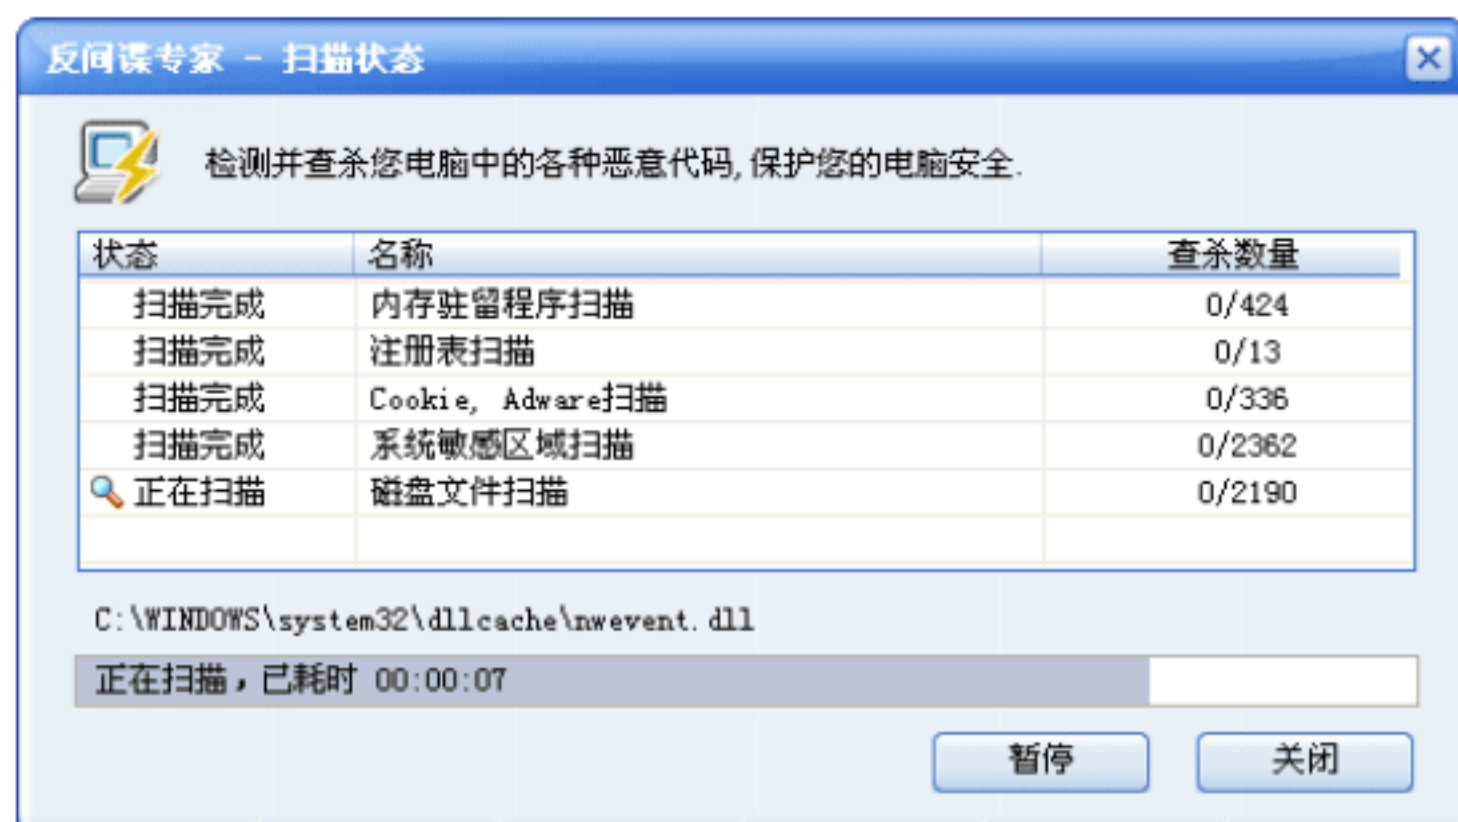 反间谍专家 - 扫描状态
检测并查杀您电脑中的各种恶意代码,保护您的电脑安全.
状态 名称 查杀数量
扫描完成 内存驻留程序扫描 0/424
扫描完成 注册表扫描 0/13
扫描完成 Cookie, Adware扫描 0/336
扫描完成 系统敏感区域扫描 0/2362
正在扫描 磁盘文件扫描 0/2190
C:\WINDOWS\system32\dllcache\nwevent.dll
正在扫描，已耗时 00:00:07
暂停 关闭